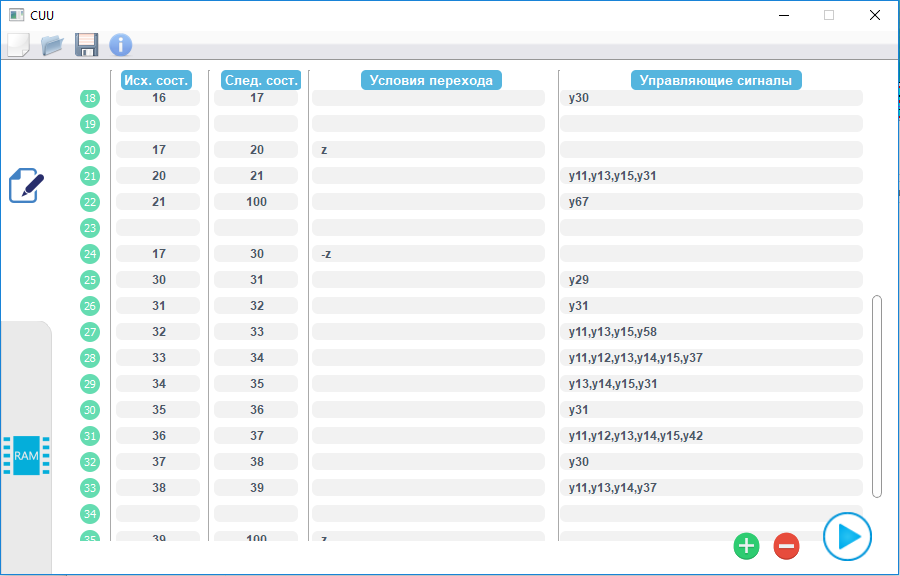 CUU
Исх. сост. След. сост. Условия перехода Управляющие сигналы
18 16 17 y30
19
20 17 20 z
21 20 21 y11,y13,y15,y31
22 21 100 y67
23
24 17 30 -z
25 30 31 y29
26 31 32 y31
27 32 33 y11,y13,y15,y58
28 33 34 y11,y12,y13,y14,y15,y37
29 34 35 y13,y14,y15,y31
30 35 36 y31
31 36 37 y11,y12,y13,y14,y15,y42
32 37 38 y30
33 38 39 y11,y13,y14,y37
34
35 39 100 z
RAM